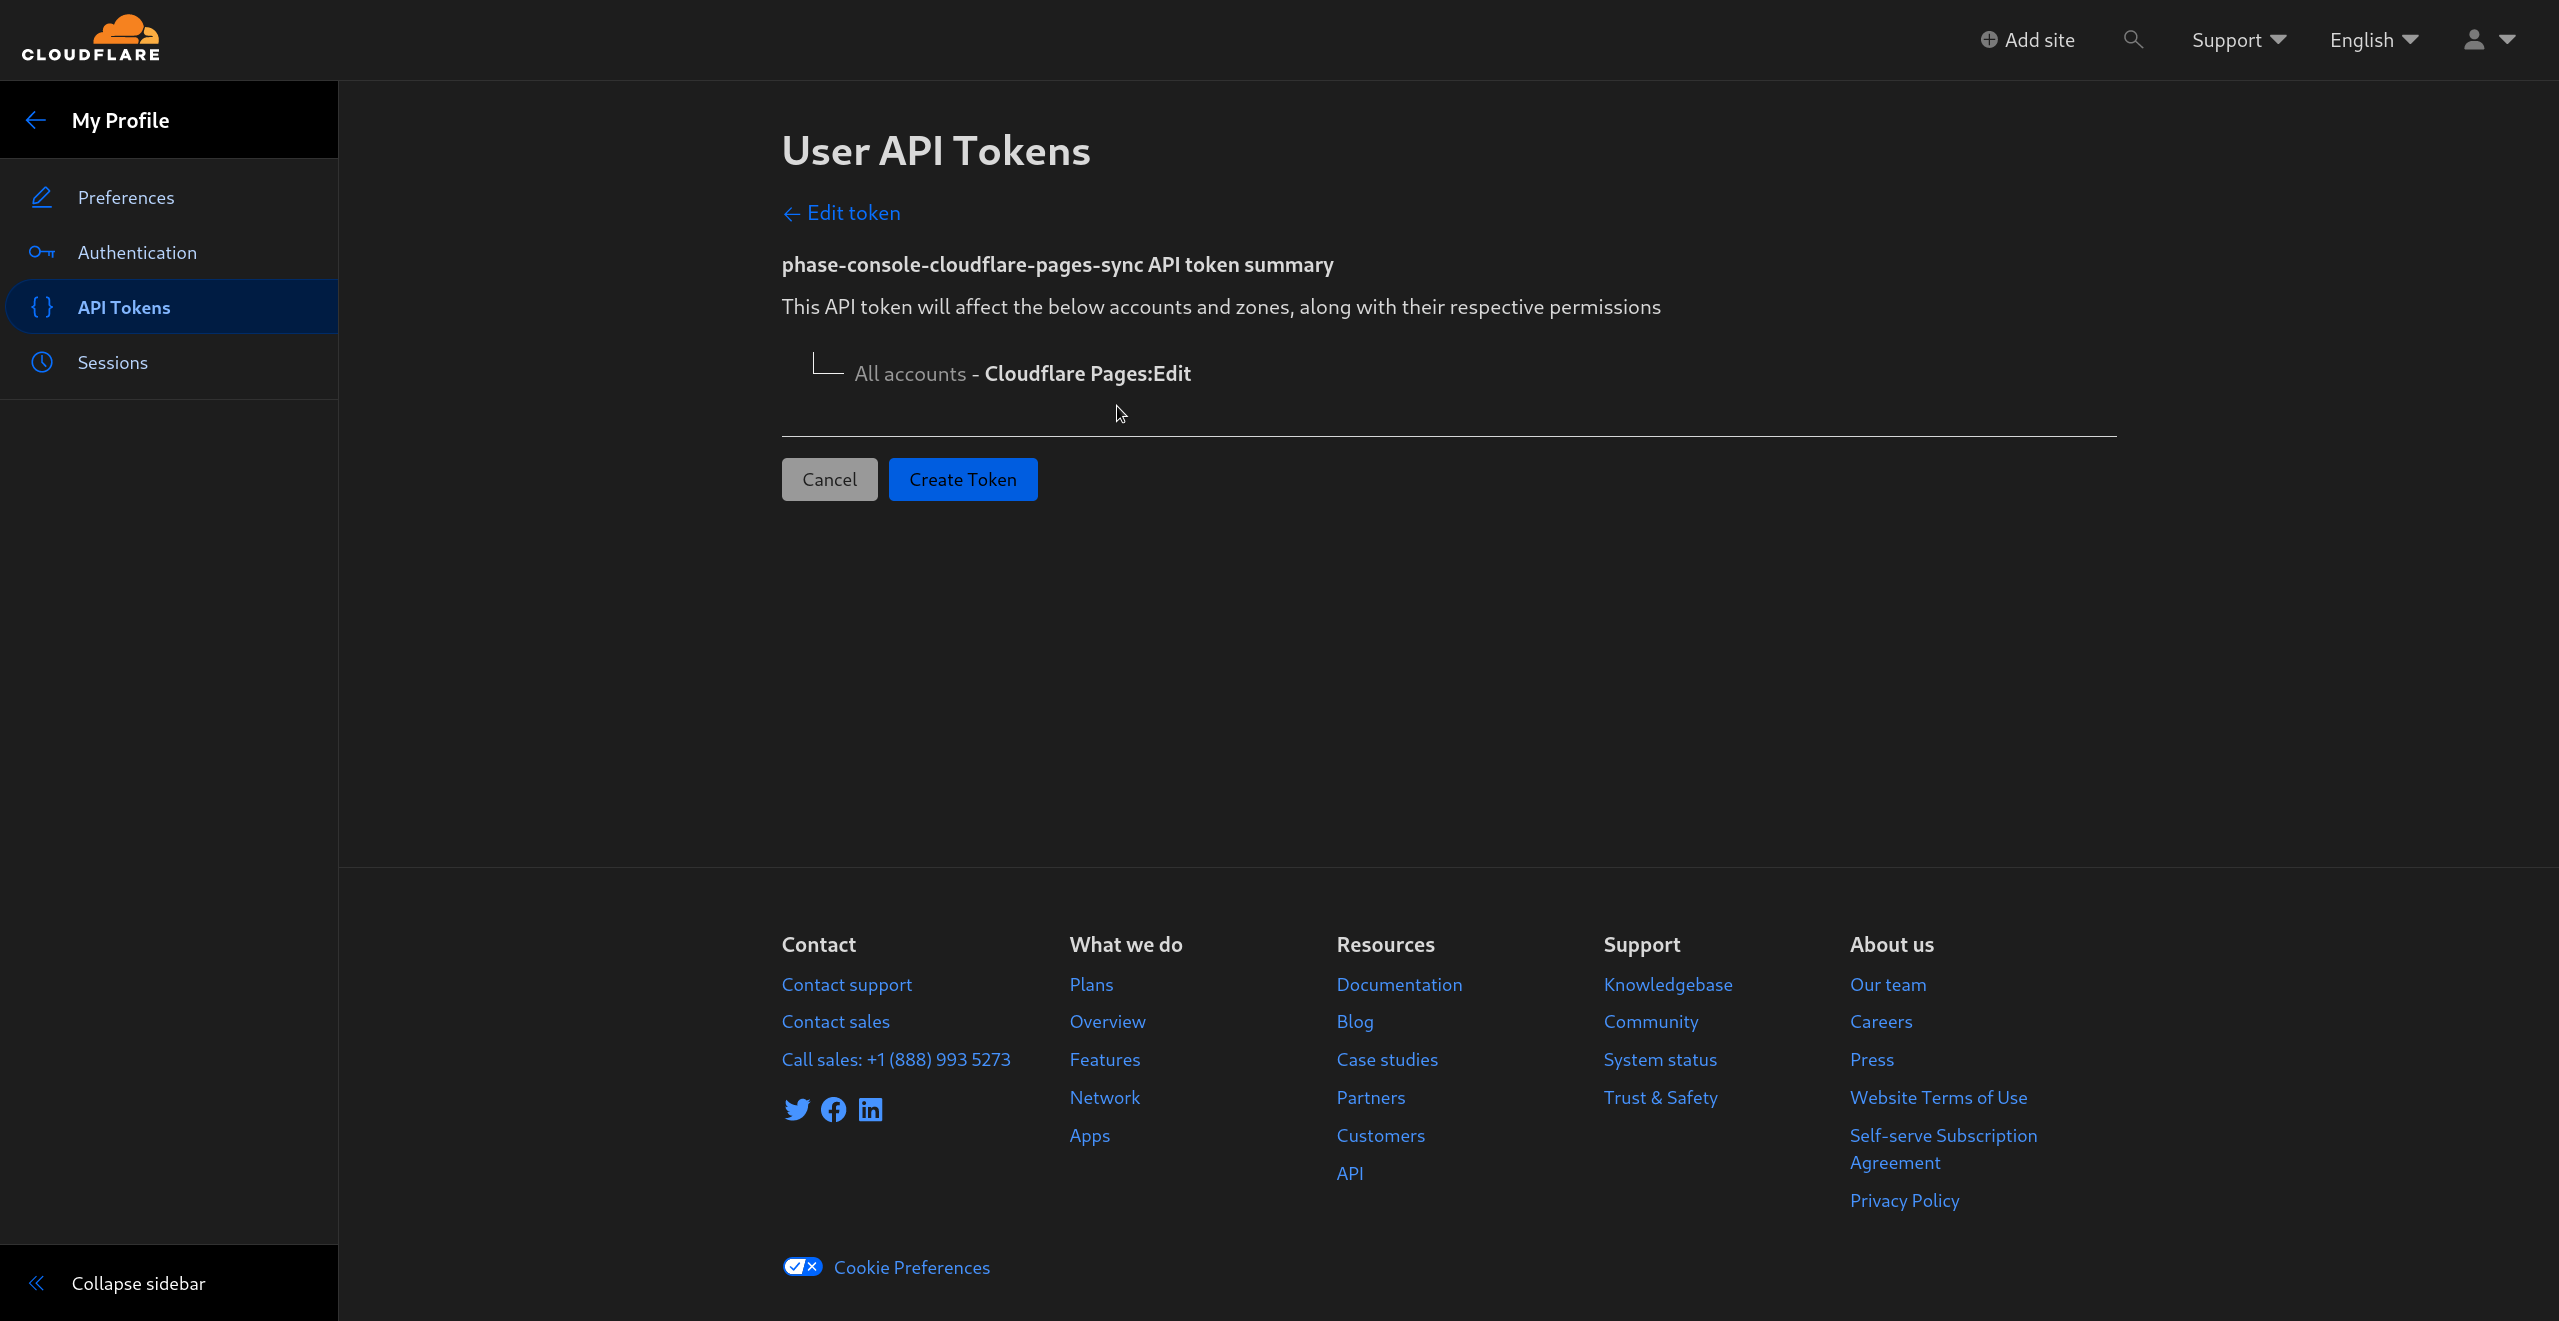 CLOUDFLARE
Add site
Support
English
My Profile
Preferences
Authentication
API Tokens
Sessions
Collapse sidebar
User API Tokens
← Edit token
phase-console-cloudflare-pages-sync API token summary
This API token will affect the below accounts and zones, along with their respective permissions
All accounts - Cloudflare Pages:Edit
Cancel
Create Token
Contact
Contact support
Contact sales
Call sales: +1 (888) 993 5273
What we do
Plans
Overview
Features
Network
Apps
Resources
Documentation
Blog
Case studies
Partners
Customers
API
Support
Knowledgebase
Community
System status
Trust & Safety
About us
Our team
Careers
Press
Website Terms of Use
Self-serve Subscription
Agreement
Privacy Policy
Cookie Preferences